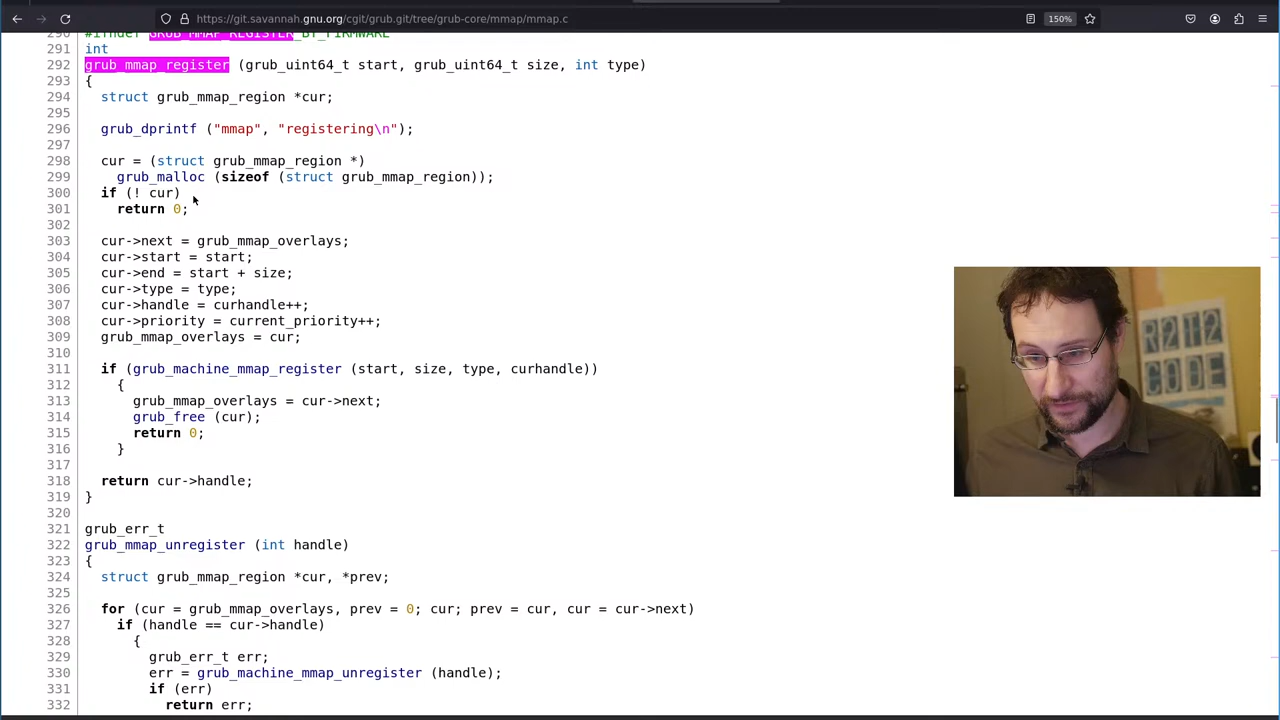 https://git.savannah.gnu.org/cgit/grub.git/tree/grub-core/mmap/mmap.c
150%
290 #ifndef GRUB_MMAP_REGISTER_BY_FIRMWARE
291 int
292 grub_mmap_register (grub_uint64_t start, grub_uint64_t size, int type)
293 {
294 struct grub_mmap_region *cur;
295
296 grub_dprintf ("mmap", "registering\n");
297
298 cur = (struct grub_mmap_region *)
299 grub_malloc (sizeof (struct grub_mmap_region));
300 if (! cur)
301 return 0;
302
303 cur->next = grub_mmap_overlays;
304 cur->start = start;
305 cur->end = start + size;
306 cur->type = type;
307 cur->handle = curhandle++;
308 cur->priority = current_priority++;
309 grub_mmap_overlays = cur;
310
311 if (grub_machine_mmap_register (start, size, type, curhandle))
312 {
313 grub_mmap_overlays = cur->next;
314 grub_free (cur);
315 return 0;
316 }
317
318 return cur->handle;
319 }
320
321 grub_err_t
322 grub_mmap_unregister (int handle)
323 {
324 struct grub_mmap_region *cur, *prev;
325
326 for (cur = grub_mmap_overlays, prev = 0; cur; prev = cur, cur = cur->next)
327 if (handle == cur->handle)
328 {
329 grub_err_t err;
330 err = grub_machine_mmap_unregister (handle);
331 if (err)
332 return err;
R2H2
CODE